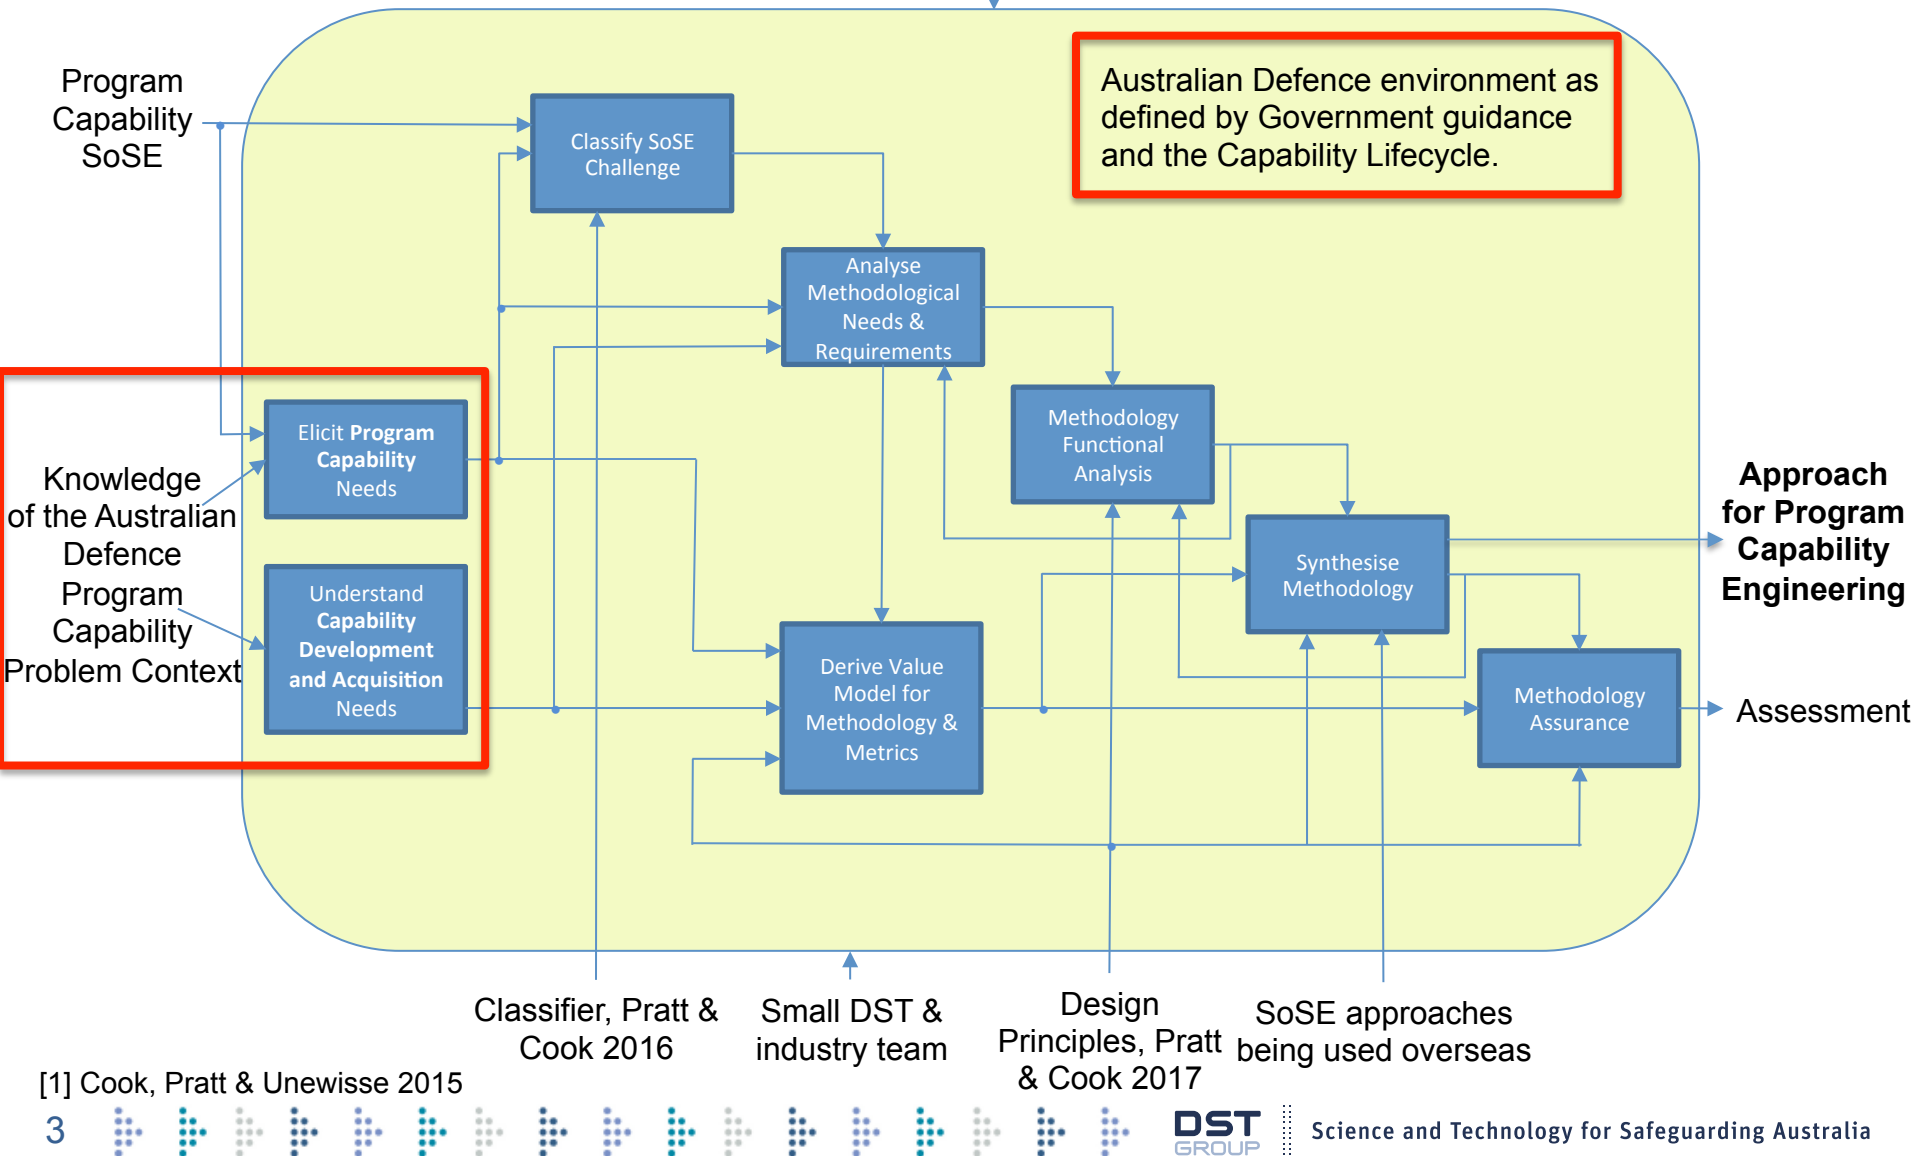 Program
Capability
SoSE
Classify SoSE
Challenge
Australian Defence environment as
defined by Government guidance
and the Capability Lifecycle.
Analyse
Methodological
Needs &
Requirements
Elicit Program
Capability
Needs
Knowledge
of the Australian
Defence
Program
Capability
Problem Context
Understand
Capability
Development
and Acquisition
Needs
Methodology
Functional
Analysis
Synthesise
Methodology
Approach
for Program
Capability
Engineering
Derive Value
Model for
Methodology &
Metrics
Methodology
Assurance
Assessment
Classifier, Pratt &
Cook 2016
Small DST &
industry team
Design
Principles, Pratt
& Cook 2017
SoSE approaches
being used overseas
[1] Cook, Pratt & Unewisse 2015
3
DST
GROUP
Science and Technology for Safeguarding Australia